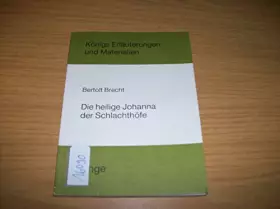 Königs Erläuterungen
und Materialien
Bertolt Brecht
Die heilige Johanna
der Schlachthöfe